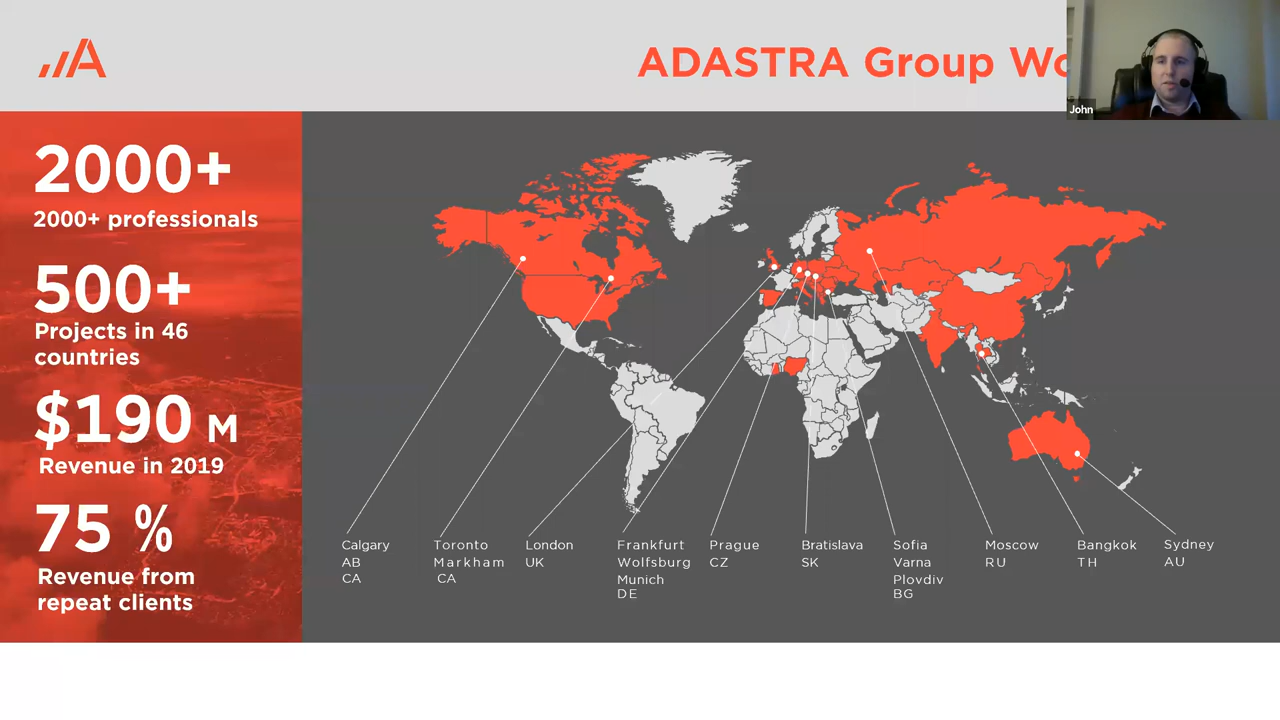 ADASTRA Group Wo
John
2000+
2000+ professionals
500+
Projects in 46
countries
$190 M
Revenue in 2019
75 %
Revenue from
repeat clients
Calgary
AB
CA
Toronto
Markham
CA
London
UK
Frankfurt
Wolfsburg
Munich
DE
Prague
CZ
Bratislava
SK
Sofia
Varna
Plovdiv
BG
Moscow
RU
Bangkok
TH
Sydney
AU